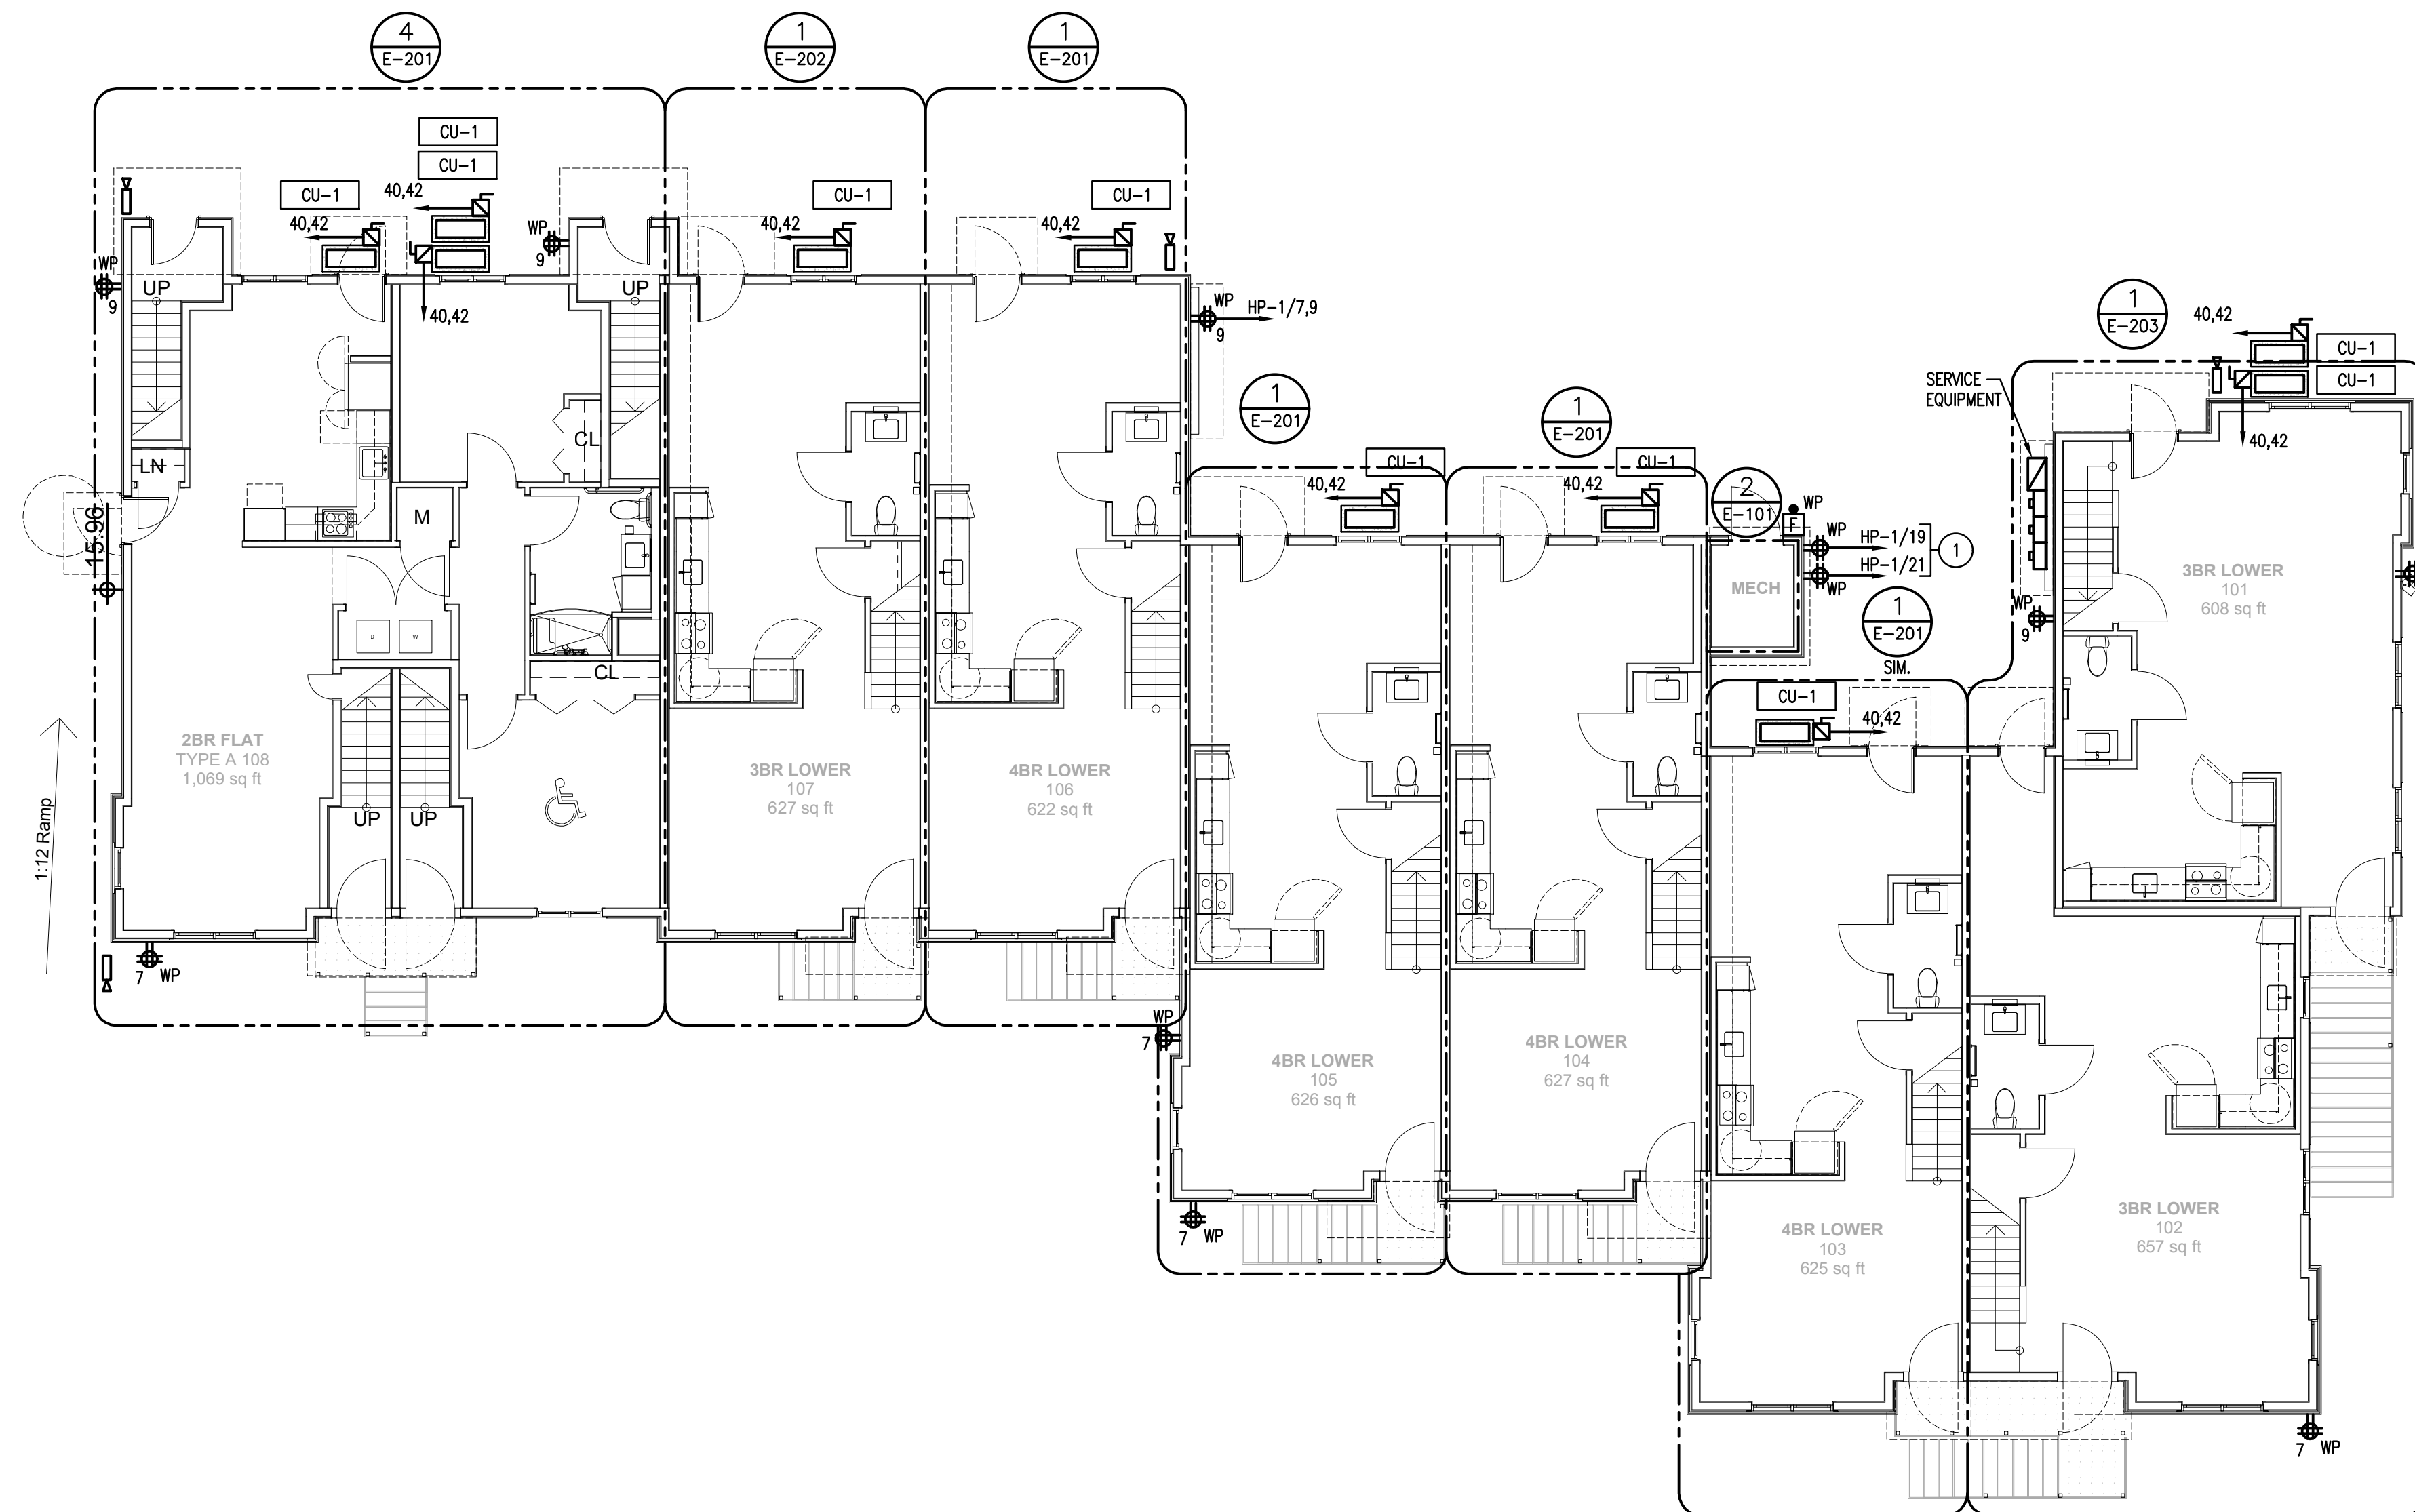 4
E-201
1
E-202
1
E-201
CU-1
CU-1
CU-1
40,42
40,42
CU-1
40,42
CU-1
40,42
WP
9
WP
9
UP
UP
40,42
WP
9
HP-1/7,9
1
E-203
40,42
CU-1
CU-1
40,42
SERVICE
EQUIPMENT
1
E-201
1
E-201
CU-1
40,42
CU-1
40,42
2
E-101
WP
F
WP
HP-1/19
HP-1/21
WP
1
MECH
1
E-201
SIM.
CU-1
40,42
WP
9
3BR LOWER
101
608 sq ft
LN
CL
M
15.96
D
W
CL
2BR FLAT
TYPE A 108
1,069 sq ft
UP
UP
1:12 Ramp
3BR LOWER
107
627 sq ft
4BR LOWER
106
622 sq ft
7 WP
WP
7
4BR LOWER
105
626 sq ft
4BR LOWER
104
627 sq ft
7 WP
4BR LOWER
103
625 sq ft
3BR LOWER
102
657 sq ft
7 WP